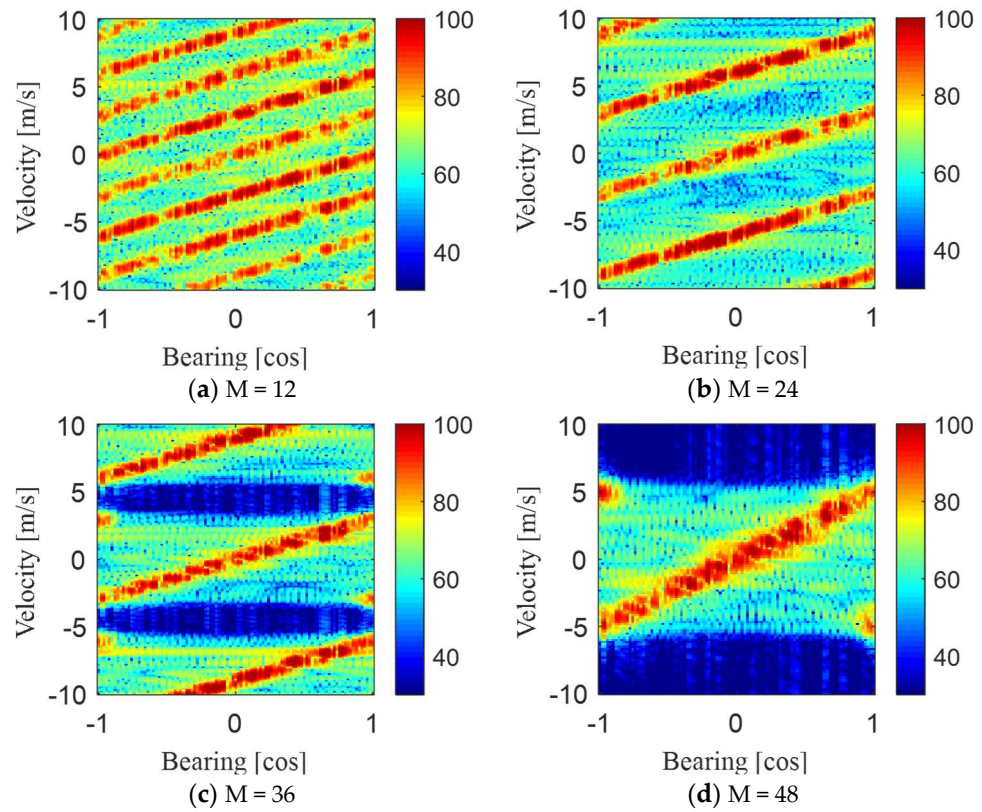 10
5
0
-5
-10
Velocity [m/s]
-1 0 1
Bearing [cos]
100
80
60
40
(a) M = 12
10
5
0
-5
-10
Velocity [m/s]
-1 0 1
Bearing [cos]
100
80
60
40
(b) M = 24
10
5
0
-5
-10
Velocity [m/s]
-1 0 1
Bearing [cos]
100
80
60
40
(c) M = 36
10
5
0
-5
-10
Velocity [m/s]
-1 0 1
Bearing [cos]
100
80
60
40
(d) M = 48